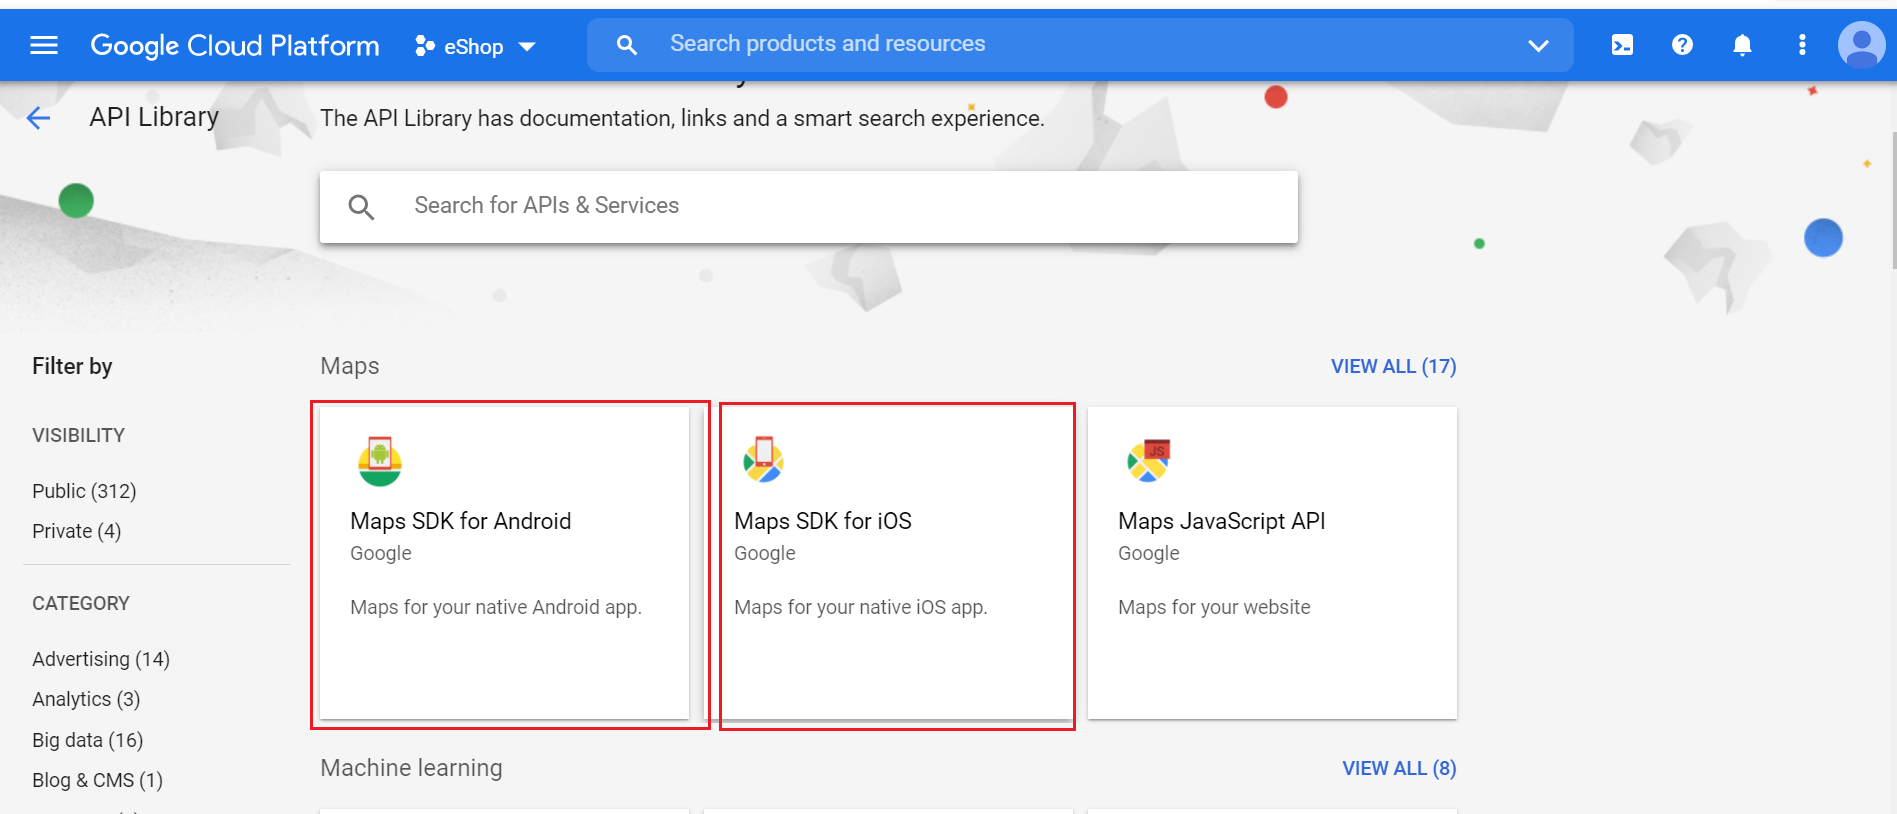 Google Cloud Platform
eShop
Search products and resources
API Library
The API Library has documentation, links and a smart search experience.
Search for APIs & Services
Filter by
VISIBILITY
Public (312)
Private (4)
CATEGORY
Advertising (14)
Analytics (3)
Big data (16)
Blog & CMS (1)
Maps
VIEW ALL (17)
Maps SDK for Android
Google
Maps for your native Android app.
Maps SDK for iOS
Google
Maps for your native iOS app.
JS
Maps JavaScript API
Google
Maps for your website
Machine learning
VIEW ALL (8)